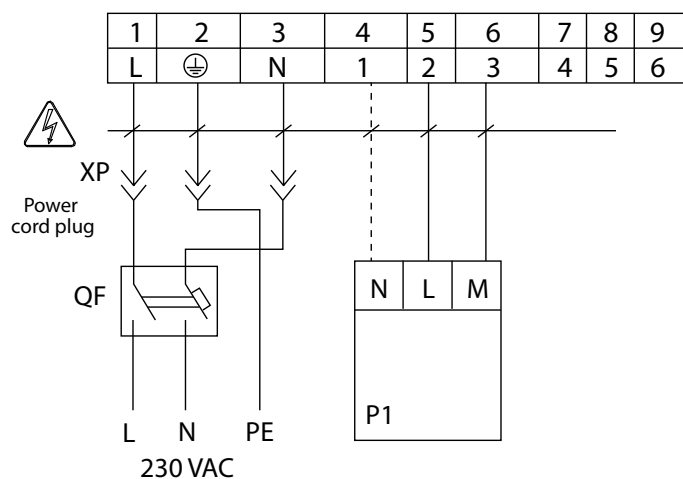 1 2 3 4 5 6 7 8 9
L N 1 2 3 4 5 6
XP
Power
cord plug
QF
N L M
P1
L N PE
230 VAC